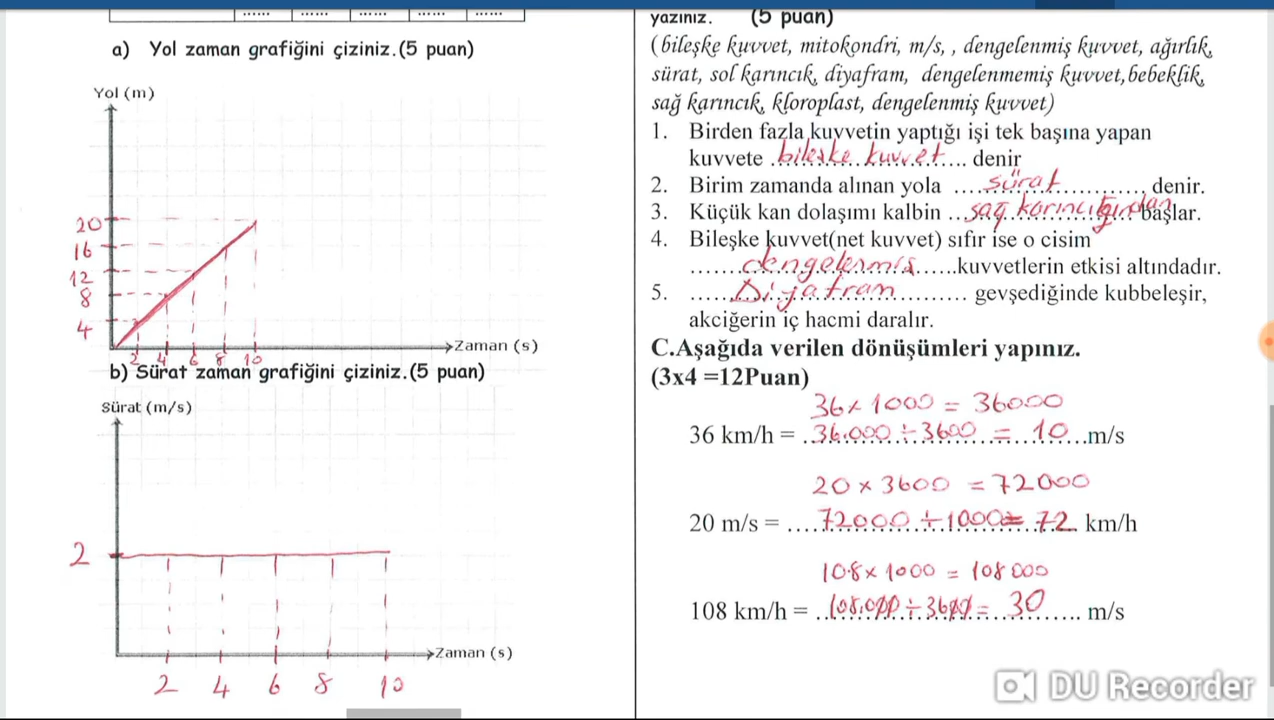 ...... ...... ...... ...... ......
a) Yol zaman grafiğini çiziniz.(5 puan)
Yol (m)
20
16
12
8
4
2 4 6 8 10
Zaman (s)
b) Sürat zaman grafiğini çiziniz.(5 puan)
Sürat (m/s)
2
Zaman (s)
2 4 6 8 10
yazınız. (5 puan)
(bileşke kuvvet, mitokondri, m/s, , dengelenmiş kuvvet, ağırlık,
sürat, sol karıncık, diyafram, dengelenmemiş kuvvet,bebeklik,
sağ karıncık, kloroplast, dengelenmiş kuvvet)
1. Birden fazla kuvvetin yaptığı işi tek başına yapan
kuvvete bileşke kuvvet denir
2. Birim zamanda alınan yola sürat denir.
3. Küçük kan dolaşımı kalbin sağ karıncığından başlar.
4. Bileşke kuvvet(net kuvvet) sıfır ise o cisim
dengelenmiş kuvvetlerin etkisi altındadır.
5. Diyafram gevşediğinde kubbeleşir,
akciğerin iç hacmi daralır.
C.Aşağıda verilen dönüşümleri yapınız.
(3x4 =12Puan)
36 x 1000 = 36000
36 km/h = 36.000 ÷ 3600 = 10 m/s
20 x 3600 = 72000
20 m/s = 72000 ÷ 1000 = 72 km/h
108 x 1000 = 108000
108 km/h = 108.000 ÷ 3600 = 30 m/s
DU Recorder